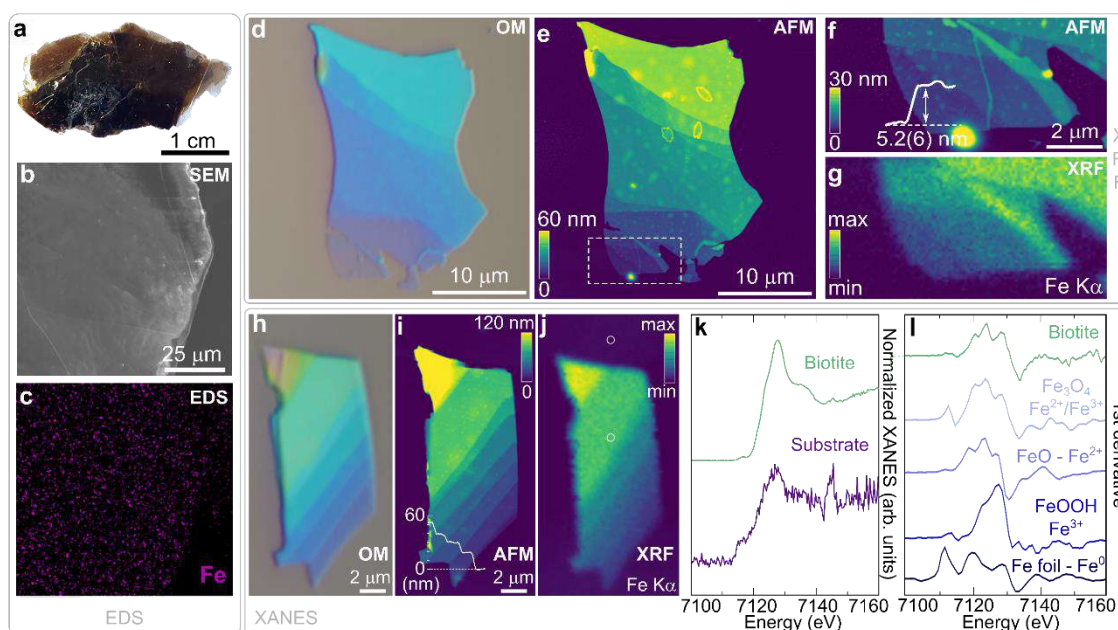 a
1 cm
b
SEM
25 μm
c
EDS
Fe
EDS
d
OM
10 μm
e
AFM
60 nm
0
10 μm
f
AFM
30 nm
0
5.2(6) nm
2 μm
g
XRF
max
min
Fe Kα
h
OM
2 μm
i
120 nm
0
60
0
(nm)
AFM
2 μm
j
max
min
XRF
Fe Kα
XANES
k
Biotite
Substrate
7100 7120 7140 7160
Energy (eV)
Normalized XANES (arb. units)
l
Biotite
Fe₃O₄
Fe²⁺/Fe³⁺
FeO - Fe²⁺
FeOOH
Fe³⁺
Fe foil - Fe⁰
7100 7120 7140 7160
Energy (eV)